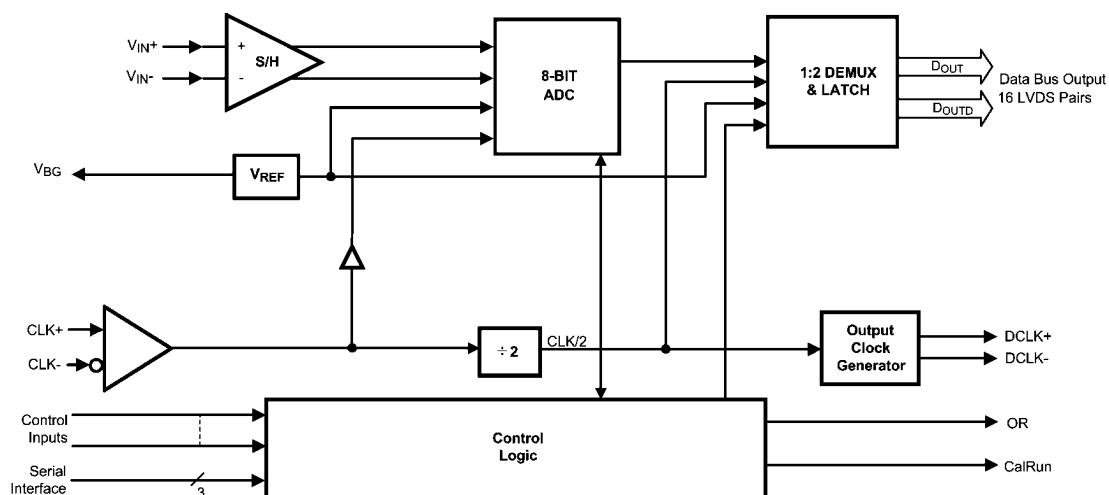 VIN+
VIN-
+
-
S/H
8-BIT
ADC
1:2 DEMUX
& LATCH
DOUT
DOUTD
Data Bus Output
16 LVDS Pairs
VBG
VREF
CLK+
CLK-
÷2
CLK/2
Output
Clock
Generator
DCLK+
DCLK-
Control
Inputs
Serial
Interface
3
Control
Logic
OR
CalRun